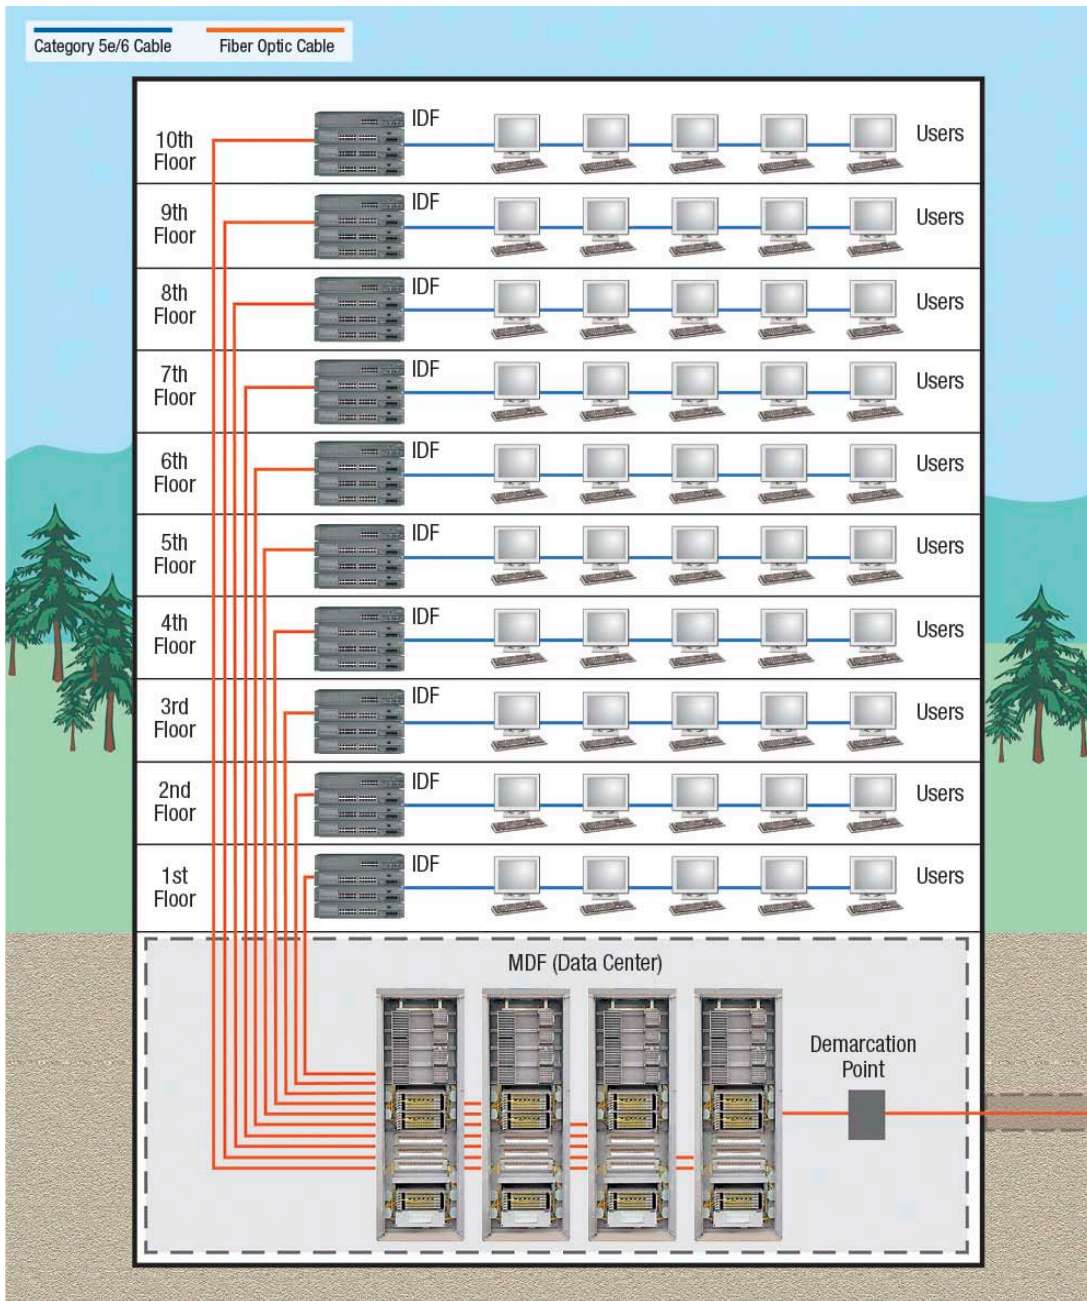 Category 5e/6 Cable
Fiber Optic Cable
10th
Floor
IDF
Users
9th
Floor
IDF
Users
8th
Floor
IDF
Users
7th
Floor
IDF
Users
6th
Floor
IDF
Users
5th
Floor
IDF
Users
4th
Floor
IDF
Users
3rd
Floor
IDF
Users
2nd
Floor
IDF
Users
1st
Floor
IDF
Users
MDF (Data Center)
Demarcation
Point